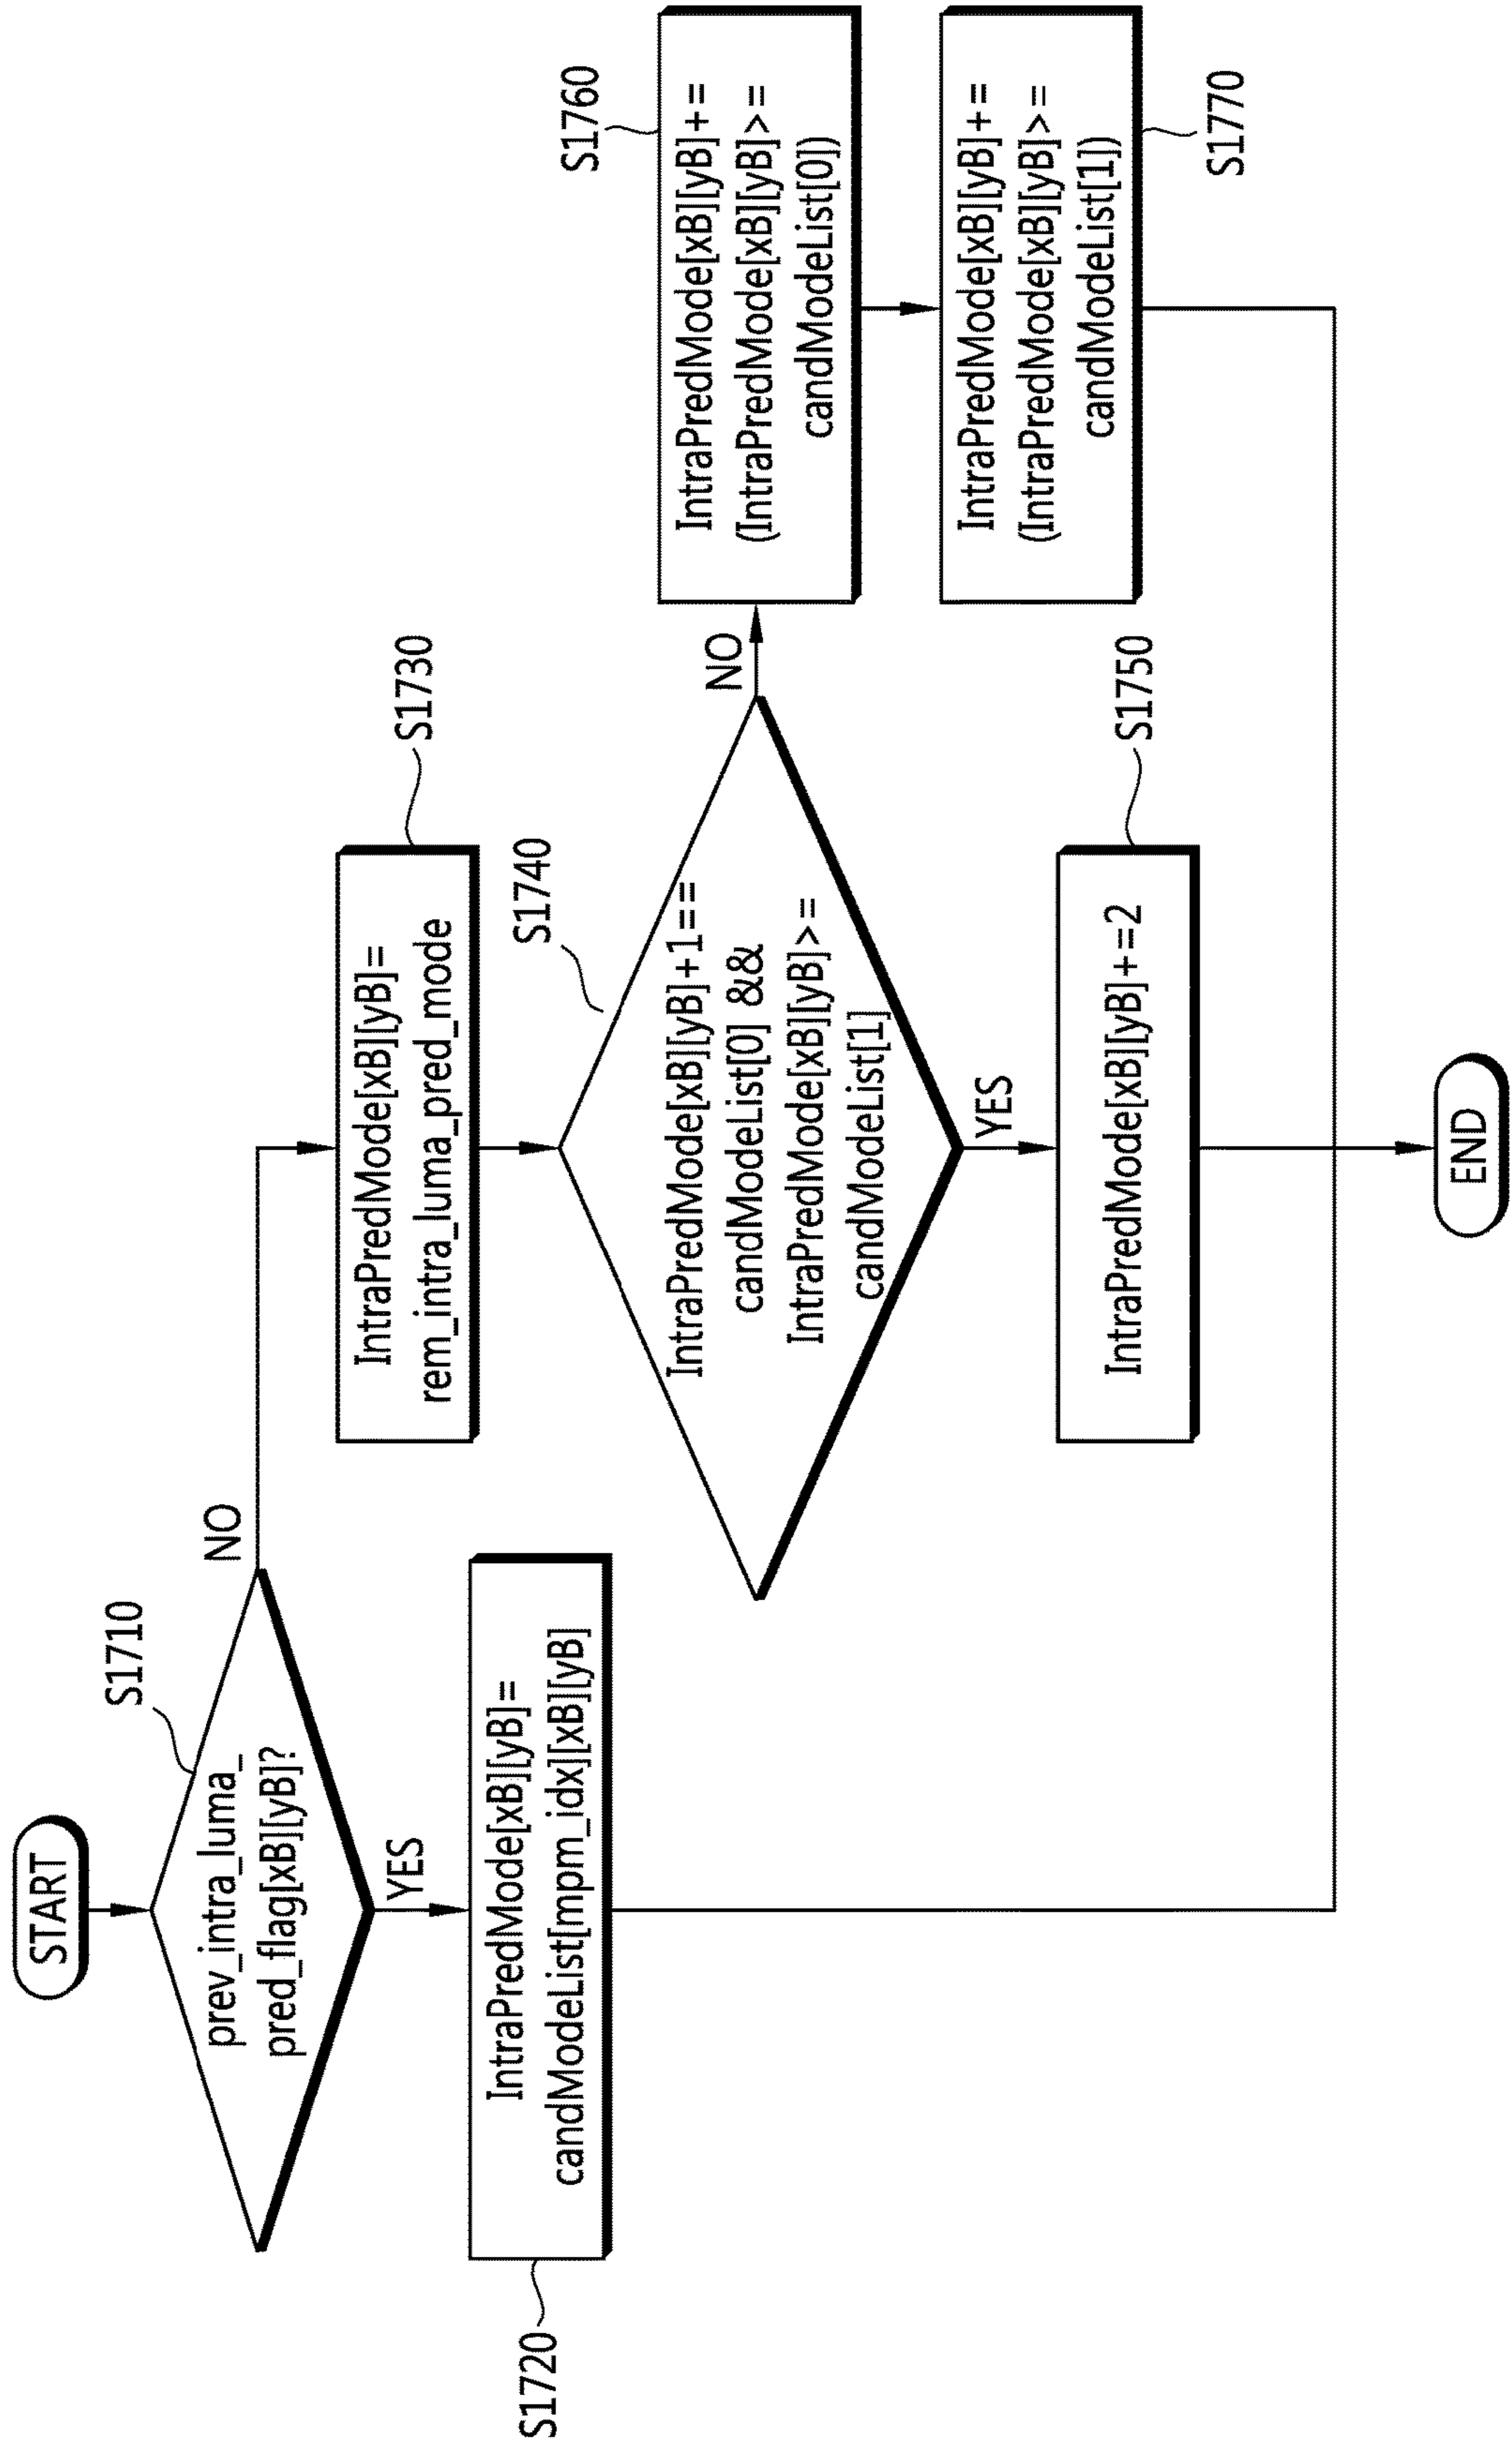 START
S1710
prev_intra_luma_
pred_flag[xB][yB]?
NO
YES
S1720
IntraPredMode[xB][yB]=
candModeList[mpm_idx][xB][yB]
S1730
IntraPredMode[xB][yB]=
rem_intra_luma_pred_mode
S1740
IntraPredMode[xB][yB]+1==
candModeList[0] &&
IntraPredMode[xB][yB]>=
candModeList[1]
NO
YES
S1750
IntraPredMode[xB][yB]+=2
S1760
IntraPredMode[xB][yB]+=
(IntraPredMode[xB][yB]>=
candModeList[0])
IntraPredMode[xB][yB]+=
(IntraPredMode[xB][yB]>=
candModeList[1])
S1770
END